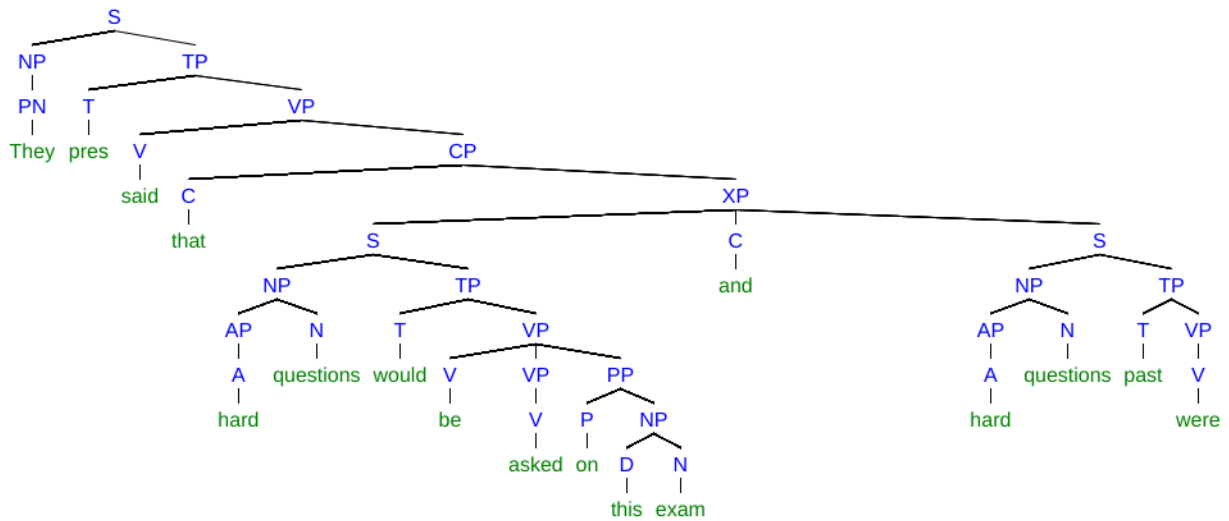 S
NP TP
PN T VP
They pres V CP
said C XP
that S C S
NP TP and NP TP
AP N T VP AP N T VP
A questions would V VP PP A questions past V
hard be V P NP hard were
asked on D N
this exam